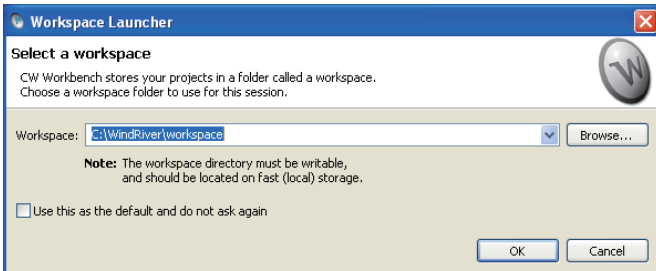 Workspace Launcher
Select a workspace
CW Workbench stores your projects in a folder called a workspace.
Choose a workspace folder to use for this session.
W
Workspace: C:\WindRiver\workspace Browse...
Note: The workspace directory must be writable,
and should be located on fast (local) storage.
Use this as the default and do not ask again
OK Cancel